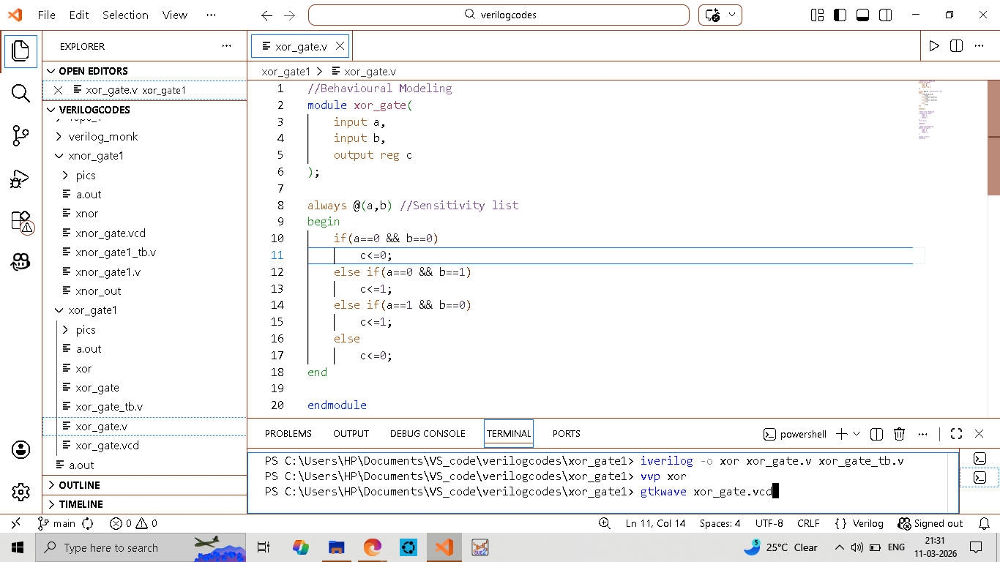 File Edit Selection View ··· verilogcodes
EXPLORER ···
OPEN EDITORS
xor_gate.v xor_gate1
VERILOGCODES
verilog_monk
xnor_gate1
pics
a.out
xnor
xnor_gate.vcd
xnor_gate1_tb.v
xnor_gate1.v
xnor_out
xor_gate1
pics
a.out
xor
xor_gate
xor_gate_tb.v
xor_gate.v
xor_gate.vcd
a.out
OUTLINE
TIMELINE
xor_gate.v
xor_gate1 > xor_gate.v
1 //Behavioural Modeling
2 module xor_gate(
3 input a,
4 input b,
5 output reg c
6 );
7
8 always @(a,b) //Sensitivity list
9 begin
10 if(a==0 && b==0)
11 c<=0;
12 else if(a==0 && b==1)
13 c<=1;
14 else if(a==1 && b==0)
15 c<=1;
16 else
17 c<=0;
18 end
19
20 endmodule
PROBLEMS OUTPUT DEBUG CONSOLE TERMINAL PORTS powershell
PS C:\Users\HP\Documents\VS_code\verilogcodes\xor_gate1> iverilog -o xor xor_gate.v xor_gate_tb.v
PS C:\Users\HP\Documents\VS_code\verilogcodes\xor_gate1> vvp xor
PS C:\Users\HP\Documents\VS_code\verilogcodes\xor_gate1> gtkwave xor_gate.vcd
main 0 0 Ln 11, Col 14 Spaces: 4 UTF-8 CRLF {} Verilog Signed out
Type here to search 5 25°C Clear ENG 21:31
11-03-2026